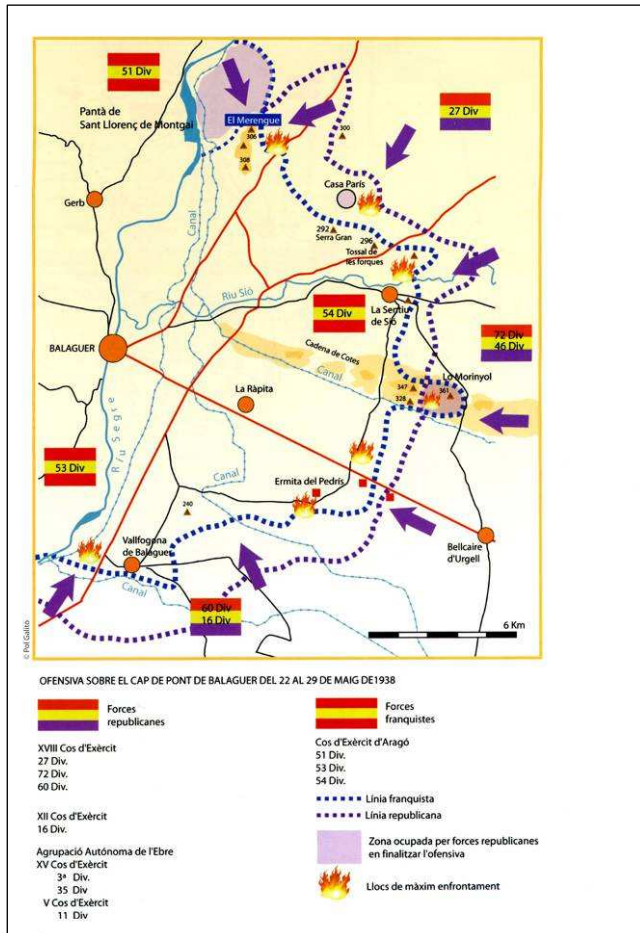 51 Div
Pantà de
Sant Llorenç de Montgai
El Merengue
306
308
300
27 Div
Casa París
Gerb
Canal
292
Serra Gran
296
Tossal de
les forques
Riu Sió
54 Div
La Sentiu
de Sió
72 Div
46 Div
BALAGUER
Cadena de Cotes
Canal
Lo Morinyol
347
361
328
La Ràpita
Riu Segre
53 Div
Canal
Ermita del Pedrís
240
Vallfogona
de Balaguer
Bellcaire
d'Urgell
Canal
60 Div
16 Div
6 Km
© Pol Galito
OFENSIVA SOBRE EL CAP DE PONT DE BALAGUER DEL 22 AL 29 DE MAIG DE1938
Forces
republicanes
XVIII Cos d'Exèrcit
27 Div.
72 Div.
60 Div.
XII Cos d'Exèrcit
16 Div.
Agrupació Autónoma de l'Ebre
XV Cos d'Exèrcit
3ª Div.
35 Div
V Cos d'Exèrcit
11 Div
Forces
franquistes
Cos d'Exèrcit d'Aragó
51 Div.
53 Div.
54 Div.
Línia franquista
Línia republicana
Zona ocupada per forces republicanes
en finalitzar l'ofensiva
Llocs de màxim enfrontament